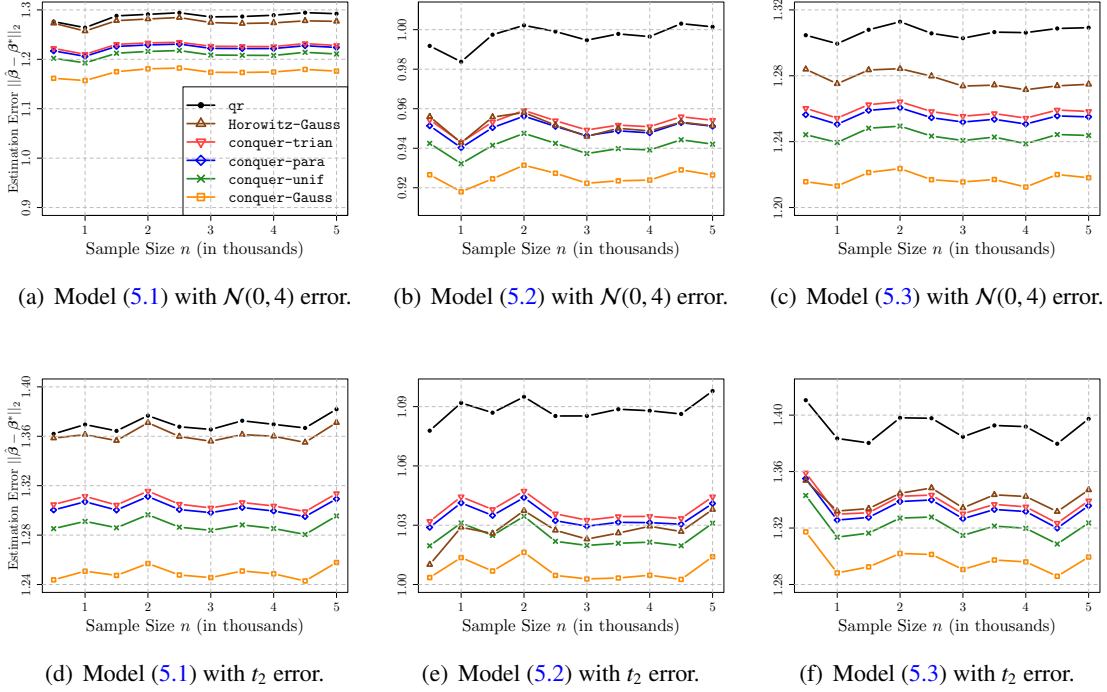 Estimation Error ||β̂ − β*||₂
1.3
1.2
1.1
1.0
0.9
qr
Horowitz-Gauss
conquer-trian
conquer-para
conquer-unif
conquer-Gauss
1 2 3 4 5
Sample Size n (in thousands)
(a) Model (5.1) with N(0, 4) error.
1.00
0.98
0.96
0.94
0.92
1 2 3 4 5
Sample Size n (in thousands)
(b) Model (5.2) with N(0, 4) error.
1.32
1.28
1.24
1.20
1 2 3 4 5
Sample Size n (in thousands)
(c) Model (5.3) with N(0, 4) error.
Estimation Error ||β̂ − β*||₂
1.40
1.36
1.32
1.28
1.24
1 2 3 4 5
Sample Size n (in thousands)
(d) Model (5.1) with t₂ error.
1.09
1.06
1.03
1.00
1 2 3 4 5
Sample Size n (in thousands)
(e) Model (5.2) with t₂ error.
1.40
1.36
1.32
1.28
1 2 3 4 5
Sample Size n (in thousands)
(f) Model (5.3) with t₂ error.